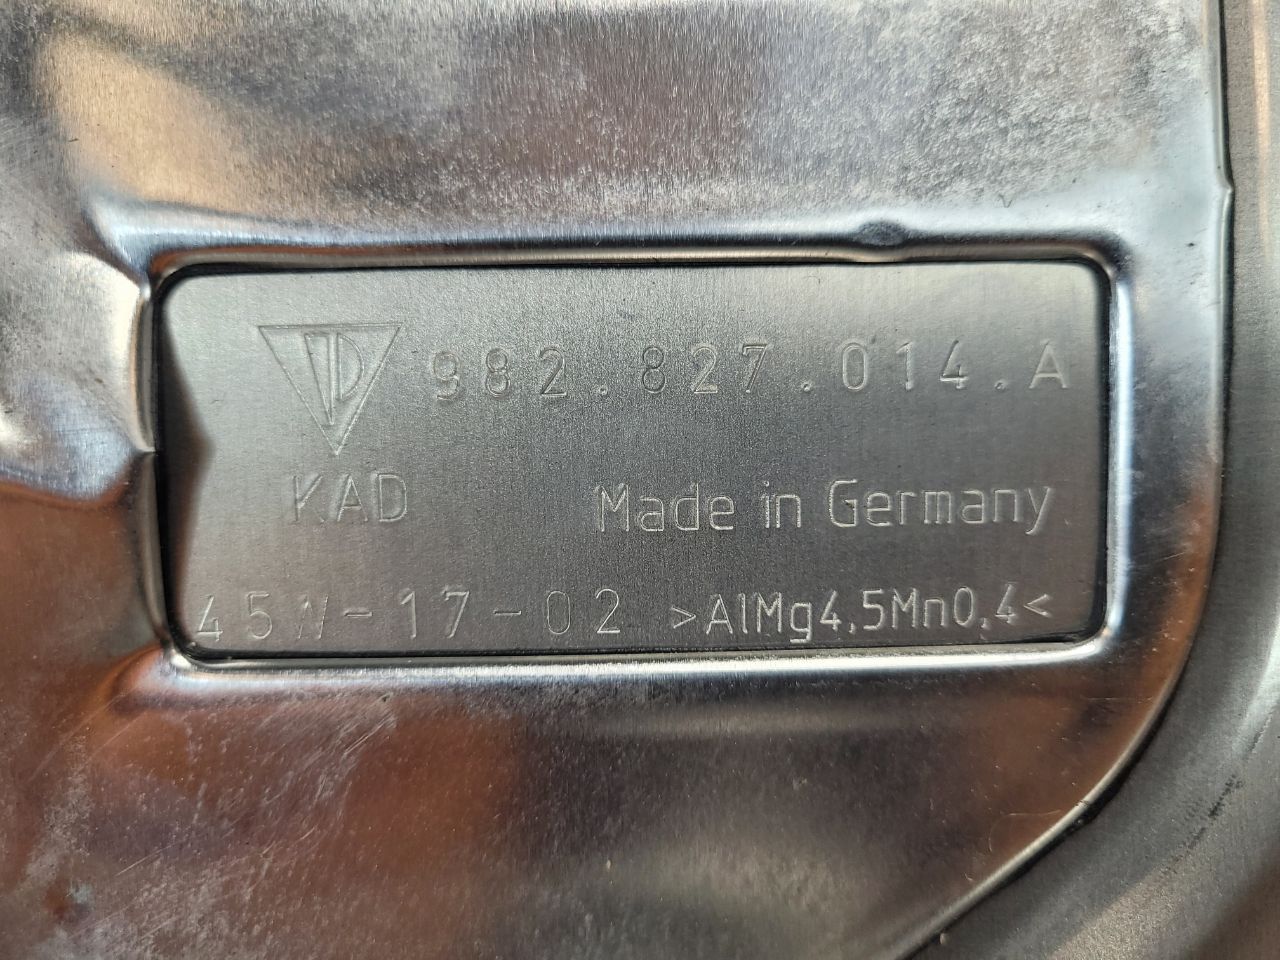 982.827.014.A
KAD
Made in Germany
45W-17-02 >AlMg4,5Mn0,4<